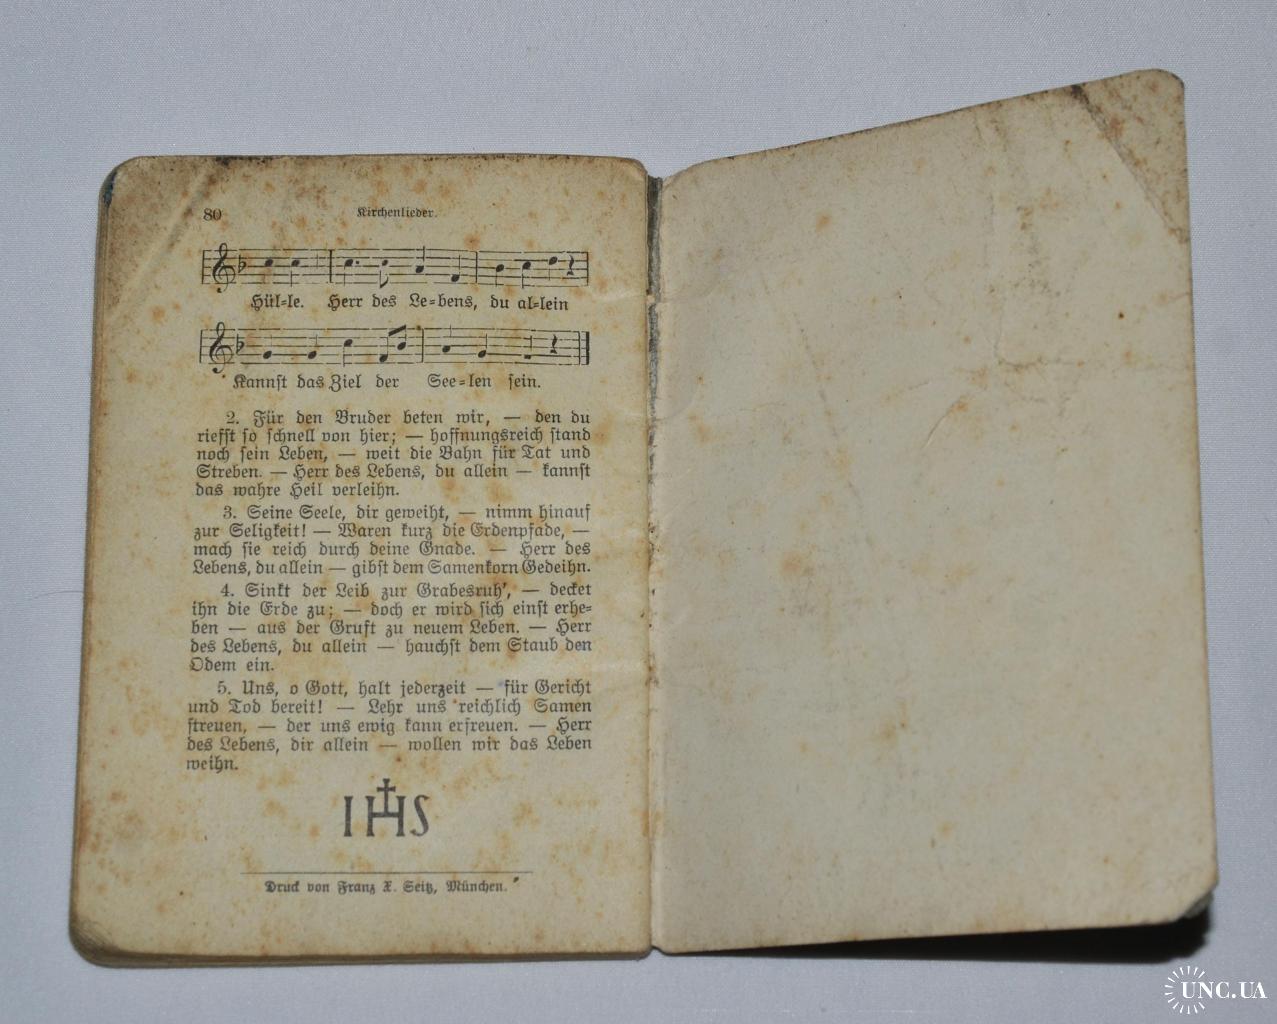 80
Kirchenlieder.
Hül=le. Herr des Le=bens, du al=lein
Kannst das Ziel der See=len sein.
2. Für den Bruder beten wir, — den du
riefst so schnell von hier; — hoffnungsreich stand
noch sein Leben, — weit die Bahn für Tat und
Streben. — Herr des Lebens, du allein — kannst
das wahre Heil verleihn.
3. Seine Seele, dir geweiht, — nimm hinauf
zur Seligkeit! — Waren kurz die Erdenpfade, —
mach sie reich durch deine Gnade. — Herr des
Lebens, du allein — gibst dem Samenkorn Gedeihn.
4. Sinkt der Leib zur Grabesruh', — decket
ihn die Erde zu; — doch er wird sich einst erhe=
ben — aus der Gruft zu neuem Leben. — Herr
des Lebens, du allein — hauchst dem Staub den
Odem ein.
5. Uns, o Gott, halt jederzeit — für Gericht
und Tod bereit! — Lehr uns reichlich Samen
streuen, — der uns ewig kann erfreuen. — Herr
des Lebens, dir allein — wollen wir das Leben
weihn.
IHS
Druck von Franz X. Seitz, München.
UNC.UA